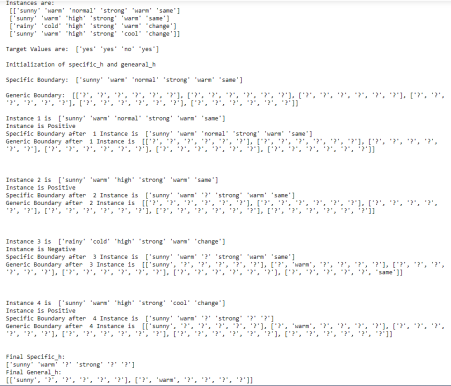 Instances are:
[['sunny' 'warm' 'normal' 'strong' 'warm' 'same']
['sunny' 'warm' 'high' 'strong' 'warm' 'same']
['rainy' 'cold' 'high' 'strong' 'warm' 'change']
['sunny' 'warm' 'high' 'strong' 'cool' 'change']]
Target Values are: ['yes' 'yes' 'no' 'yes']
Initialization of specific_h and genearal_h
Specific Boundary: ['sunny' 'warm' 'normal' 'strong' 'warm' 'same']
Generic Boundary: [['?', '?', '?', '?', '?', '?'], ['?', '?', '?', '?', '?', '?'], ['?', '?', '?', '?', '?', '?'], ['?', '?',
'?', '?', '?', '?'], ['?', '?', '?', '?', '?', '?'], ['?', '?', '?', '?', '?', '?']]
Instance 1 is ['sunny' 'warm' 'normal' 'strong' 'warm' 'same']
Instance is Positive
Specific Boundary after 1 Instance is ['sunny' 'warm' 'normal' 'strong' 'warm' 'same']
Generic Boundary after 1 Instance is [['?', '?', '?', '?', '?', '?'], ['?', '?', '?', '?', '?', '?'], ['?', '?', '?', '?',
'?', '?'], ['?', '?', '?', '?', '?', '?'], ['?', '?', '?', '?', '?', '?'], ['?', '?', '?', '?', '?', '?']]
Instance 2 is ['sunny' 'warm' 'high' 'strong' 'warm' 'same']
Instance is Positive
Specific Boundary after 2 Instance is ['sunny' 'warm' '?' 'strong' 'warm' 'same']
Generic Boundary after 2 Instance is [['?', '?', '?', '?', '?', '?'], ['?', '?', '?', '?', '?', '?'], ['?', '?', '?', '?',
'?', '?'], ['?', '?', '?', '?', '?', '?'], ['?', '?', '?', '?', '?', '?'], ['?', '?', '?', '?', '?', '?']]
Instance 3 is ['rainy' 'cold' 'high' 'strong' 'warm' 'change']
Instance is Negative
Specific Boundary after 3 Instance is ['sunny' 'warm' '?' 'strong' 'warm' 'same']
Generic Boundary after 3 Instance is [['sunny', '?', '?', '?', '?', '?'], ['?', 'warm', '?', '?', '?', '?'], ['?', '?', '?',
'?', '?', '?'], ['?', '?', '?', '?', '?', '?'], ['?', '?', '?', '?', '?', '?'], ['?', '?', '?', '?', '?', 'same']]
Instance 4 is ['sunny' 'warm' 'high' 'strong' 'cool' 'change']
Instance is Positive
Specific Boundary after 4 Instance is ['sunny' 'warm' '?' 'strong' '?' '?']
Generic Boundary after 4 Instance is [['sunny', '?', '?', '?', '?', '?'], ['?', 'warm', '?', '?', '?', '?'], ['?', '?', '?',
'?', '?', '?'], ['?', '?', '?', '?', '?', '?'], ['?', '?', '?', '?', '?', '?'], ['?', '?', '?', '?', '?', '?']]
Final Specific_h:
['sunny' 'warm' '?' 'strong' '?' '?']
Final General_h:
[['sunny', '?', '?', '?', '?', '?'], ['?', 'warm', '?', '?', '?', '?']]